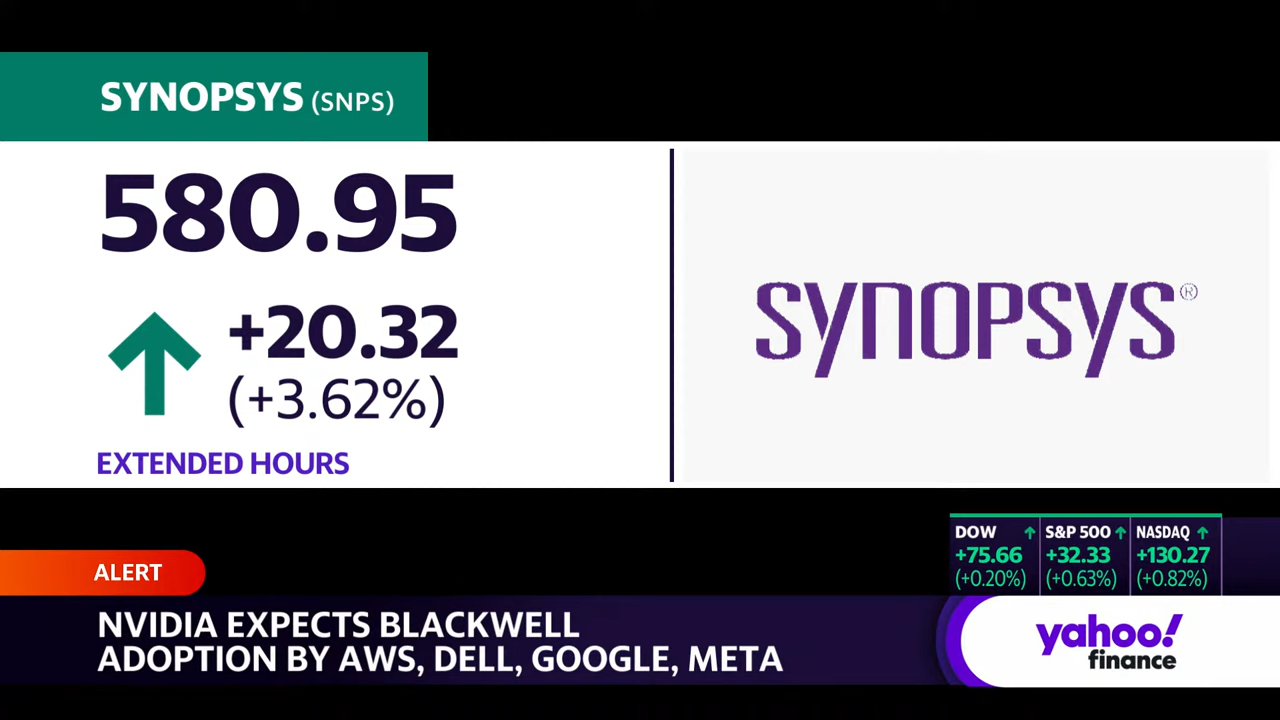 SYNOPSYS (SNPS)
580.95
+20.32
(+3.62%)
EXTENDED HOURS
SYNOPSYS®
DOW
+75.66
(+0.20%)
S&P 500
+32.33
(+0.63%)
NASDAQ
+130.27
(+0.82%)
ALERT
NVIDIA EXPECTS BLACKWELL
ADOPTION BY AWS, DELL, GOOGLE, META
yahoo!
finance